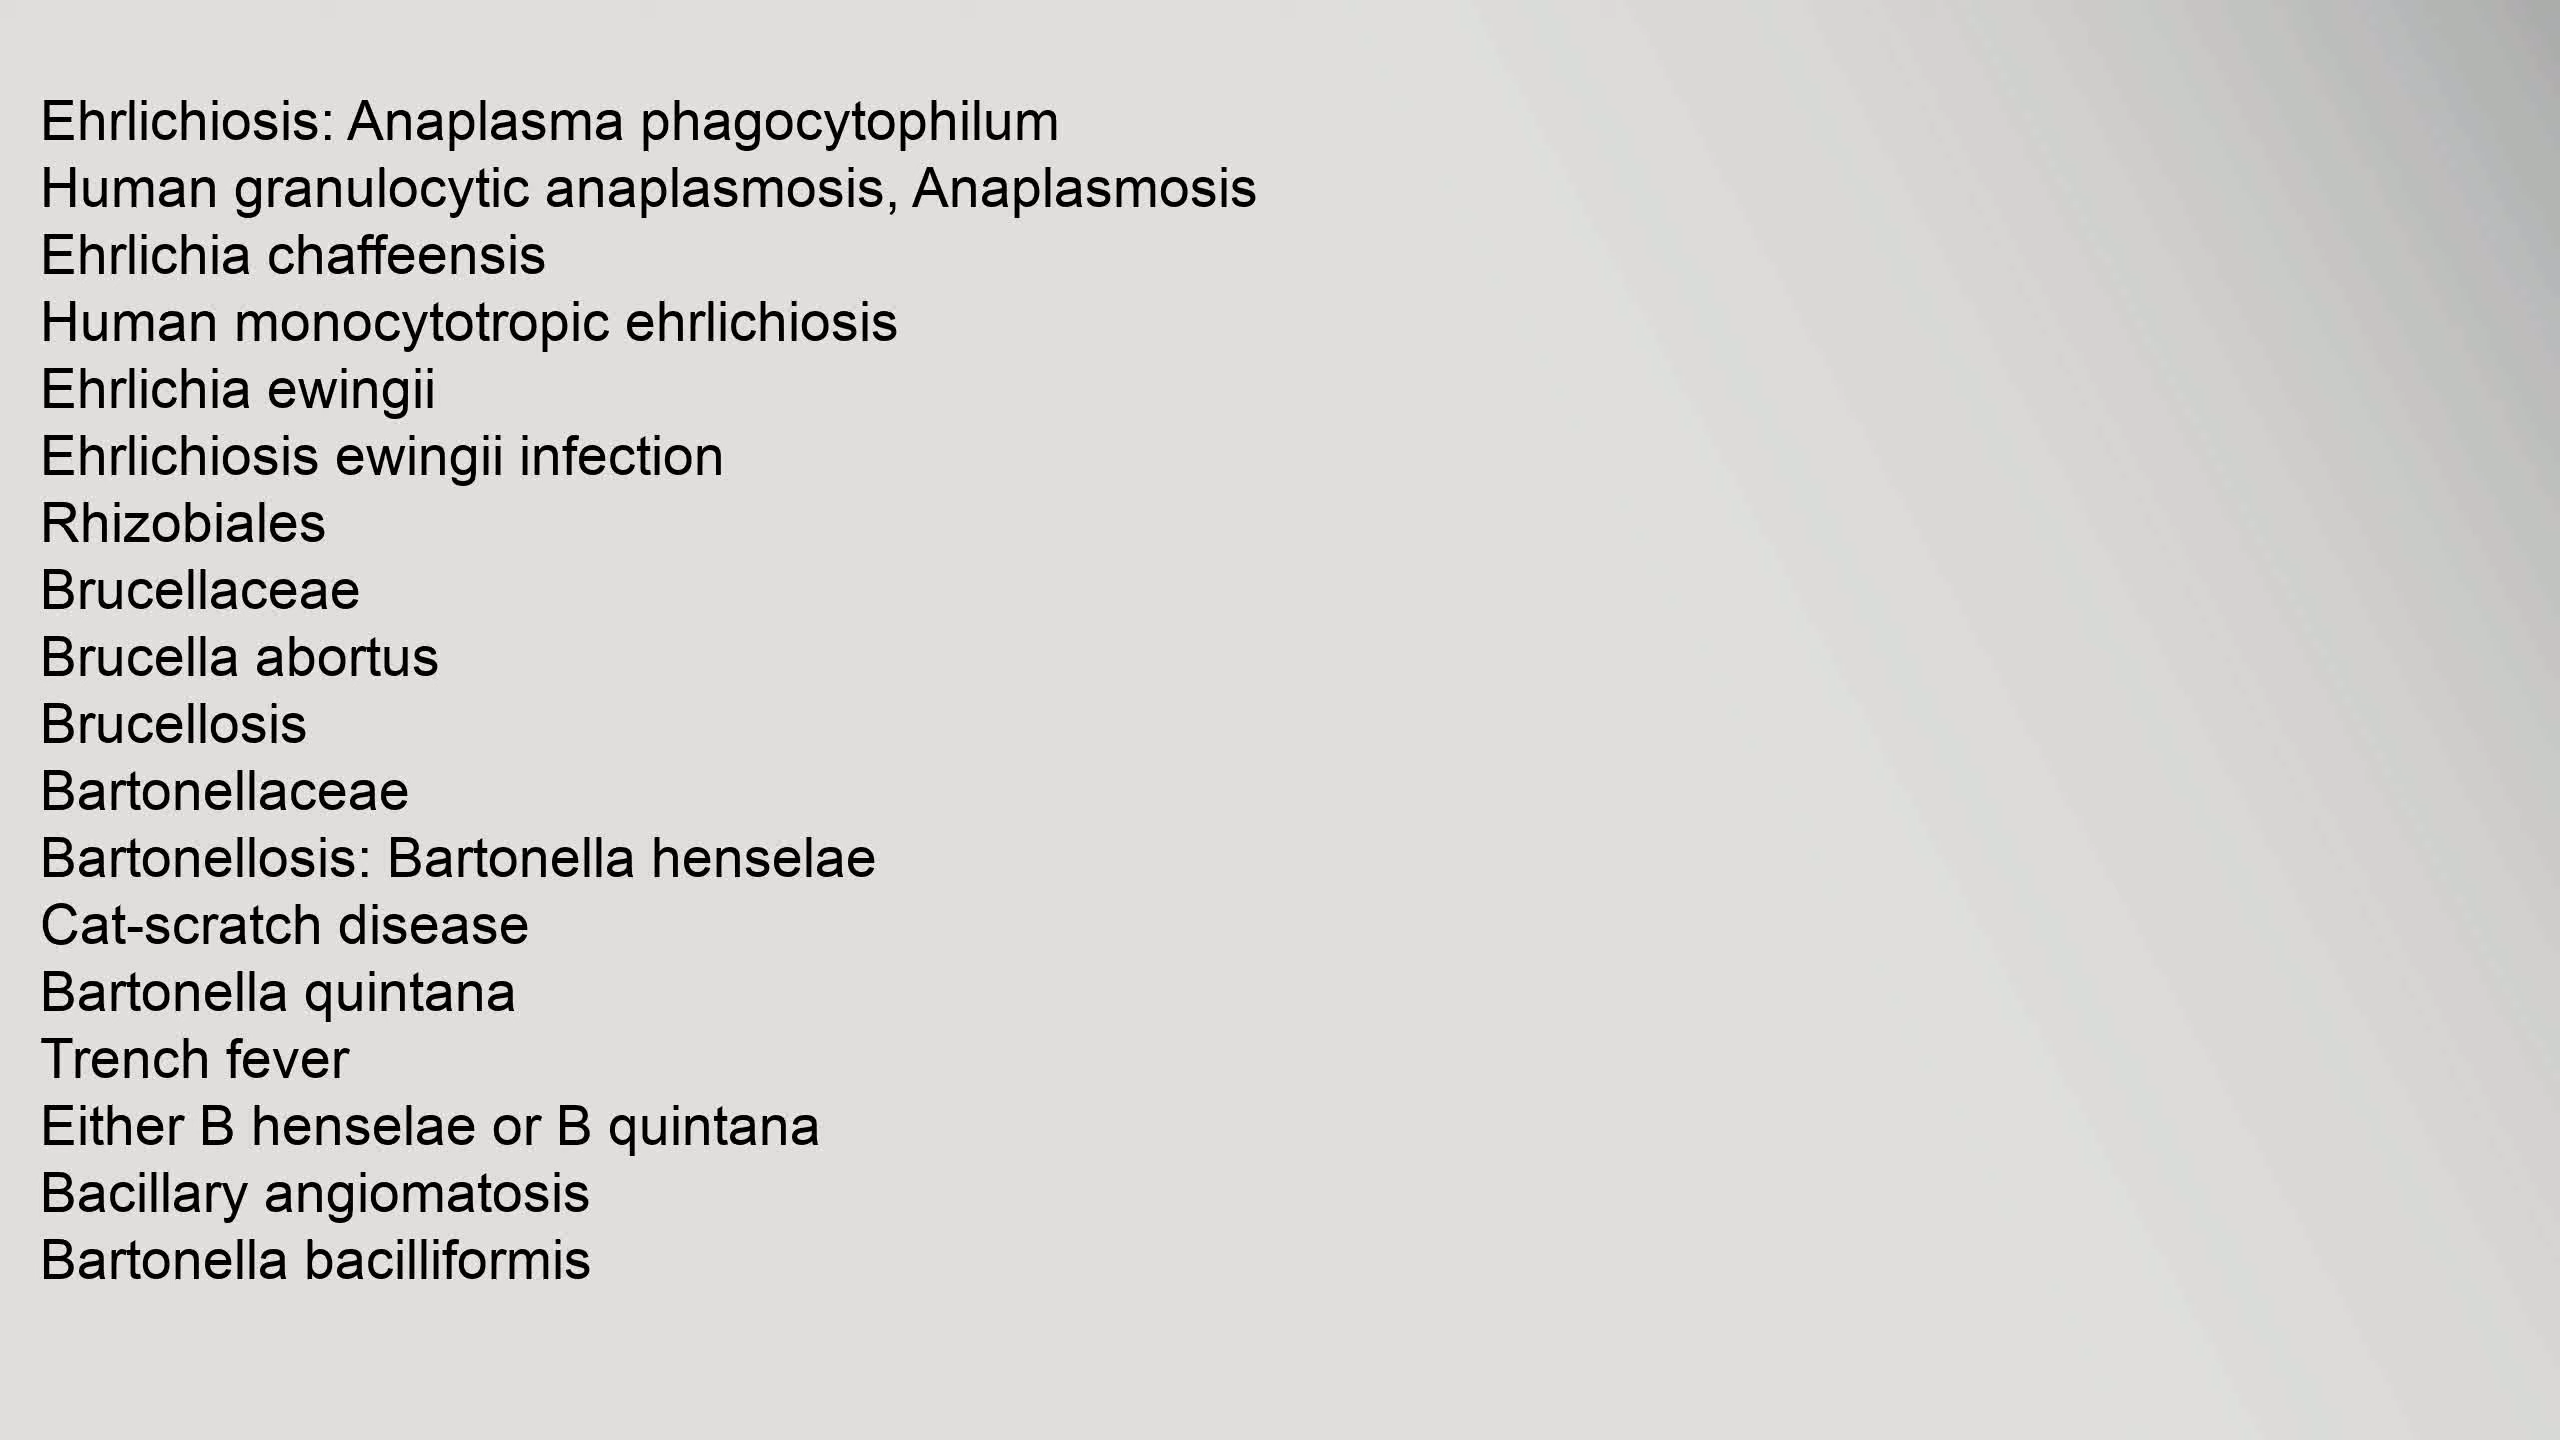 Ehrlichiosis: Anaplasma phagocytophilum
Human granulocytic anaplasmosis, Anaplasmosis
Ehrlichia chaffeensis
Human monocytotropic ehrlichiosis
Ehrlichia ewingii
Ehrlichiosis ewingii infection
Rhizobiales
Brucellaceae
Brucella abortus
Brucellosis
Bartonellaceae
Bartonellosis: Bartonella henselae
Cat-scratch disease
Bartonella quintana
Trench fever
Either B henselae or B quintana
Bacillary angiomatosis
Bartonella bacilliformis